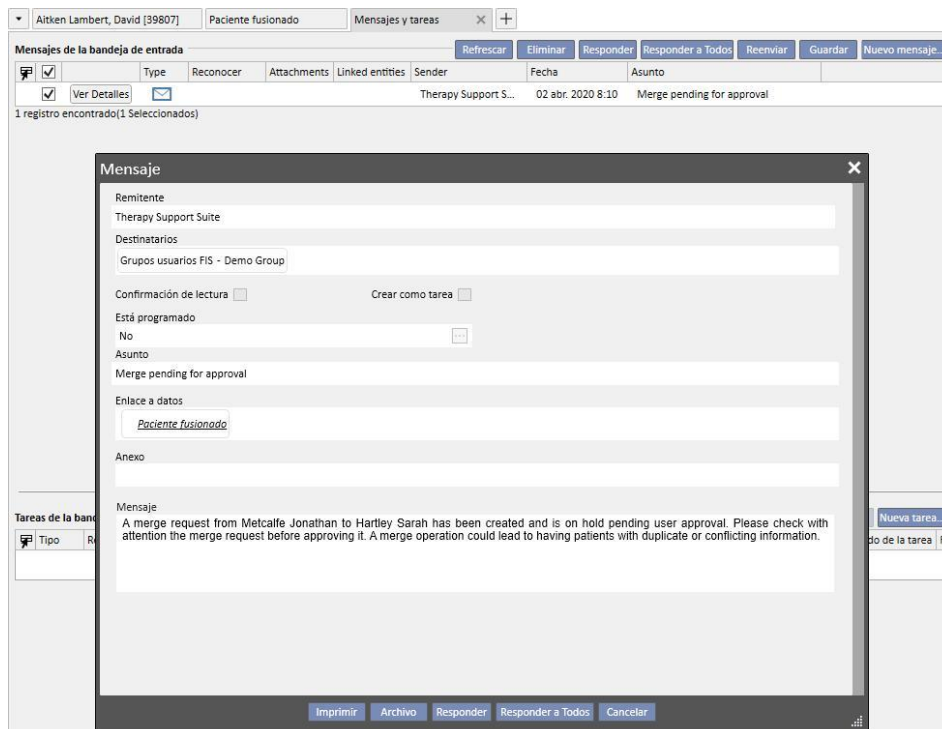 Aitken Lambert, David [39807] Paciente fusionado Mensajes y tareas
Mensajes de la bandeja de entrada Refrescar Eliminar Responder Responder a Todos Reenviar Guardar Nuevo mensaje...
Type Reconocer Attachments Linked entities Sender Fecha Asunto
Ver Detalles Therapy Support S... 02 abr. 2020 8:10 Merge pending for approval
1 registro encontrado(1 Seleccionados)
Mensaje
Remitente
Therapy Support Suite
Destinatarios
Grupos usuarios FIS - Demo Group
Confirmación de lectura Crear como tarea
Está programado
No
Asunto
Merge pending for approval
Enlace a datos
Paciente fusionado
Anexo
Mensaje
Tareas de la band Nueva tarea...
A merge request from Metcalfe Jonathan to Hartley Sarah has been created and is on hold pending user approval. Please check with
attention the merge request before approving it. A merge operation could lead to having patients with duplicate or conflicting information.
Tipo do de la tarea
Imprimir Archivo Responder Responder a Todos Cancelar